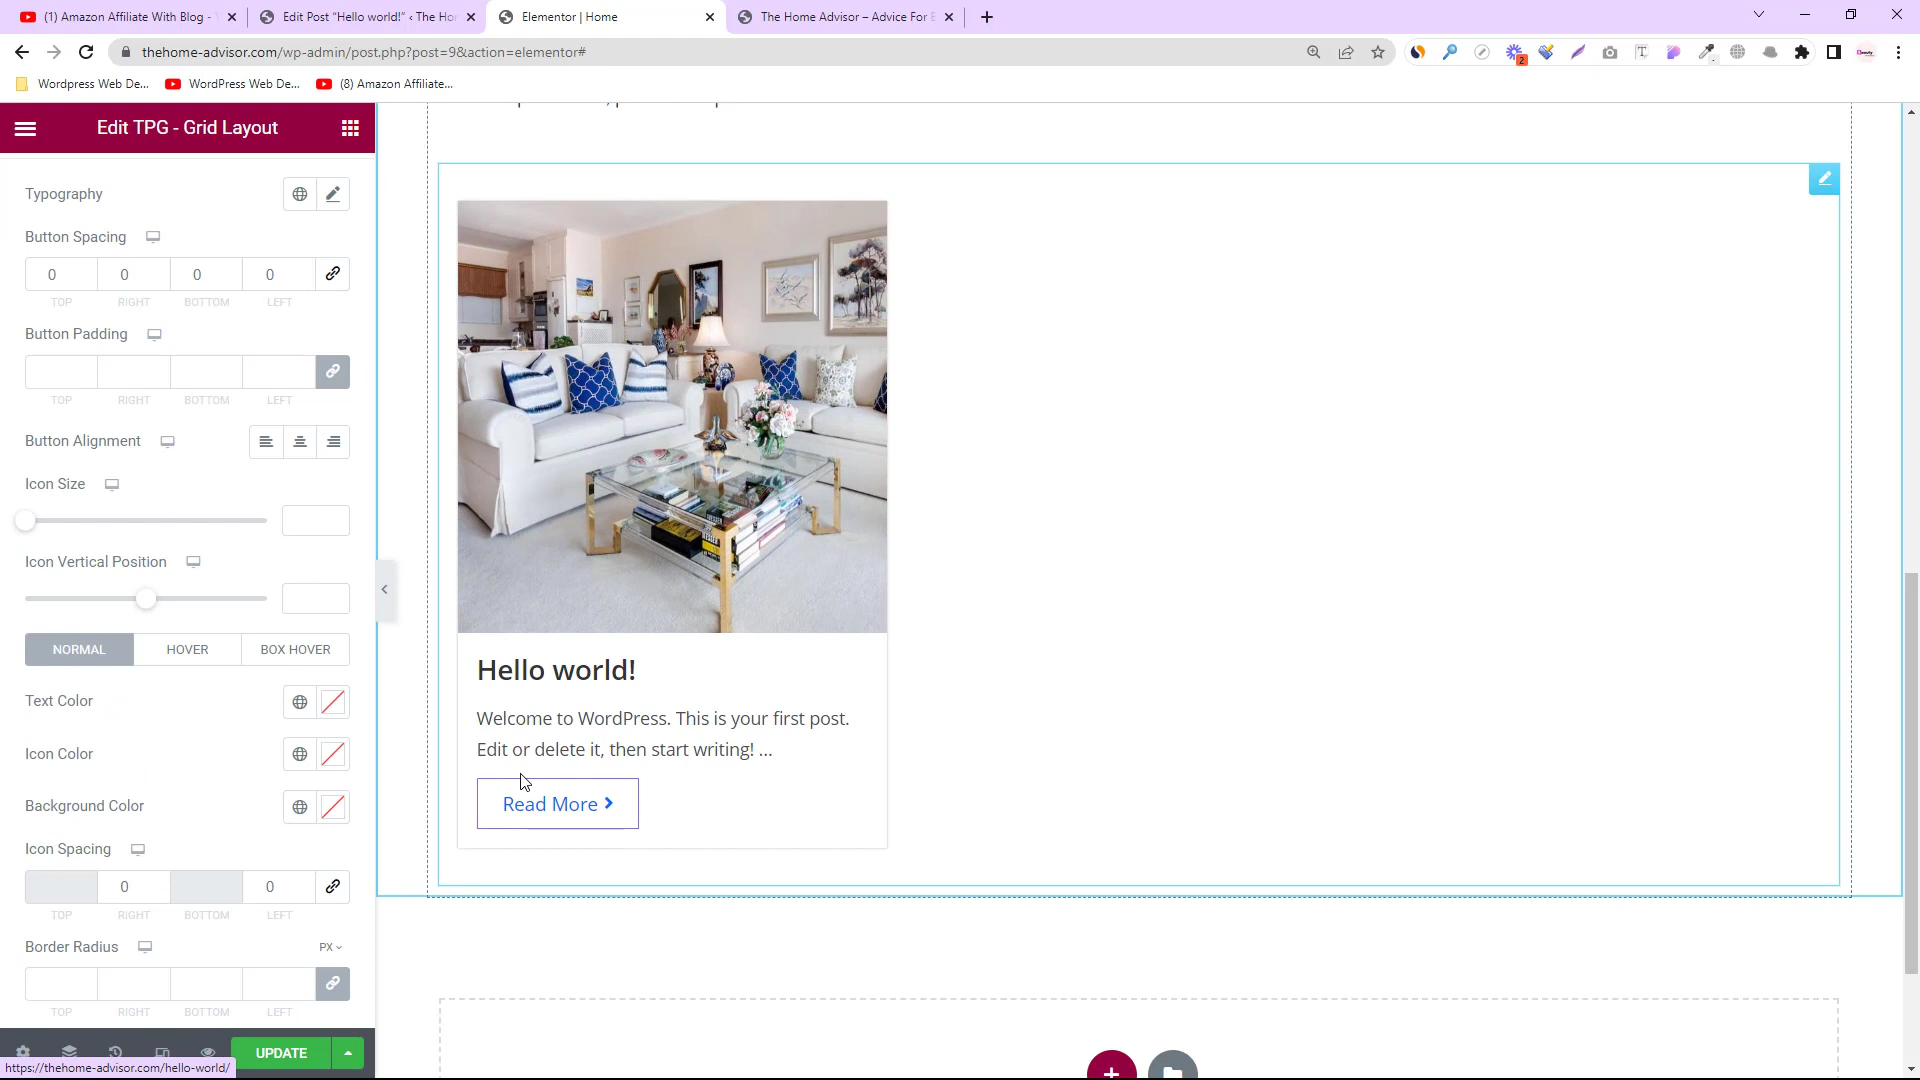 (1) Amazon Affiliate With Blog -
Edit Post "Hello world!" ‹ The Hor
Elementor | Home
The Home Advisor – Advice For E
thehome-advisor.com/wp-admin/post.php?post=9&action=elementor#
2
Wordpress Web De...
WordPress Web De...
(8) Amazon Affiliate...
Edit TPG - Grid Layout
Typography
Button Spacing
0 0 0 0
TOP RIGHT BOTTOM LEFT
Button Padding
TOP RIGHT BOTTOM LEFT
Button Alignment
Icon Size
Icon Vertical Position
NORMAL HOVER BOX HOVER
Text Color
Icon Color
Background Color
Icon Spacing
0 0
TOP RIGHT BOTTOM LEFT
Border Radius PX
TOP RIGHT BOTTOM LEFT
UPDATE
https://thehome-advisor.com/hello-world/
Hello world!
Welcome to WordPress. This is your first post.
Edit or delete it, then start writing! ...
Read More